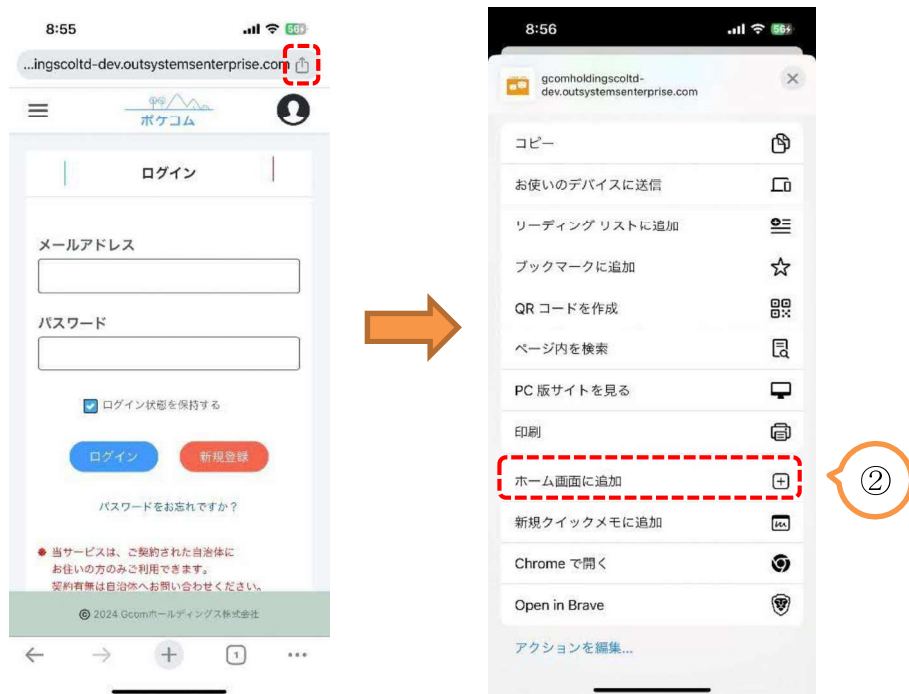 8:55
56
...ingscoltd-dev.outsystemsenterprise.com
ポケコム
ログイン
メールアドレス
パスワード
ログイン状態を保持する
ログイン
新規登録
パスワードをお忘れですか？
当サービスは、ご契約された自治体に
お住いの方のみご利用できます。
契約有無は自治体へお問い合わせください。
© 2024 Gcomホールディングス株式会社
1
8:56
56
gcomholdingscoltd-
dev.outsystemsenterprise.com
コピー
お使いのデバイスに送信
リーディング リストに追加
ブックマークに追加
QR コードを作成
ページ内を検索
PC 版サイトを見る
印刷
ホーム画面に追加
②
新規クイックメモに追加
Chrome で開く
Open in Brave
アクションを編集...